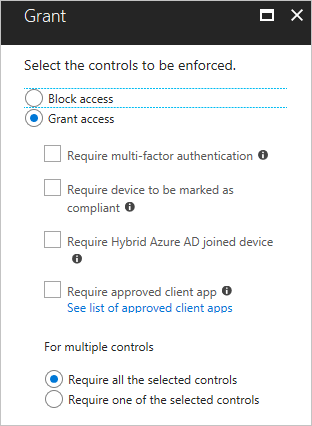 Grant
Select the controls to be enforced.
Block access
Grant access
Require multi-factor authentication
Require device to be marked as
compliant
Require Hybrid Azure AD joined device
Require approved client app
See list of approved client apps
For multiple controls
Require all the selected controls
Require one of the selected controls